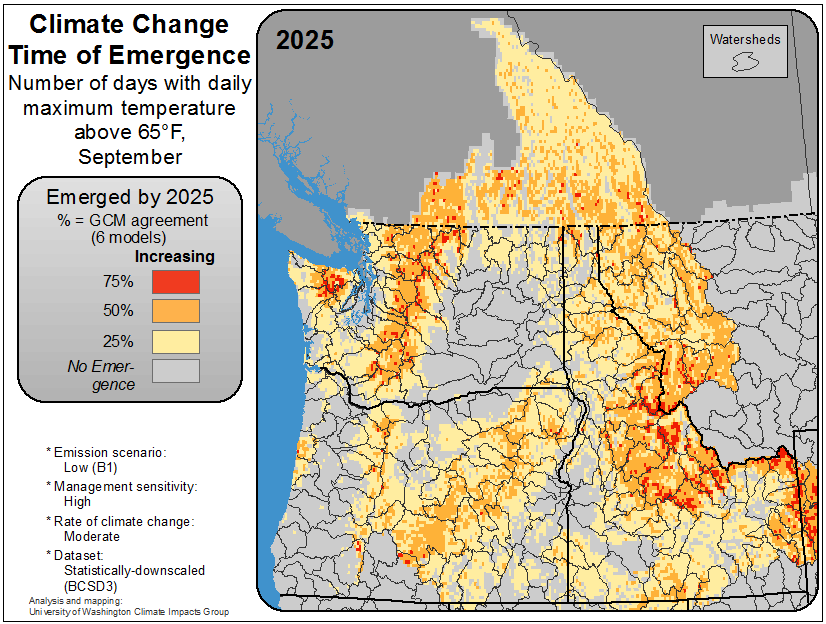 Climate Change
Time of Emergence
Number of days with daily
maximum temperature
above 65°F,
September
Emerged by 2025
% = GCM agreement
(6 models)
Increasing
75%
50%
25%
No Emer-
gence
* Emission scenario:
Low (B1)
* Management sensitivity:
High
* Rate of climate change:
Moderate
* Dataset:
Statistically-downscaled
(BCSD3)
Analysis and mapping:
University of Washington Climate Impacts Group
2025
Watersheds